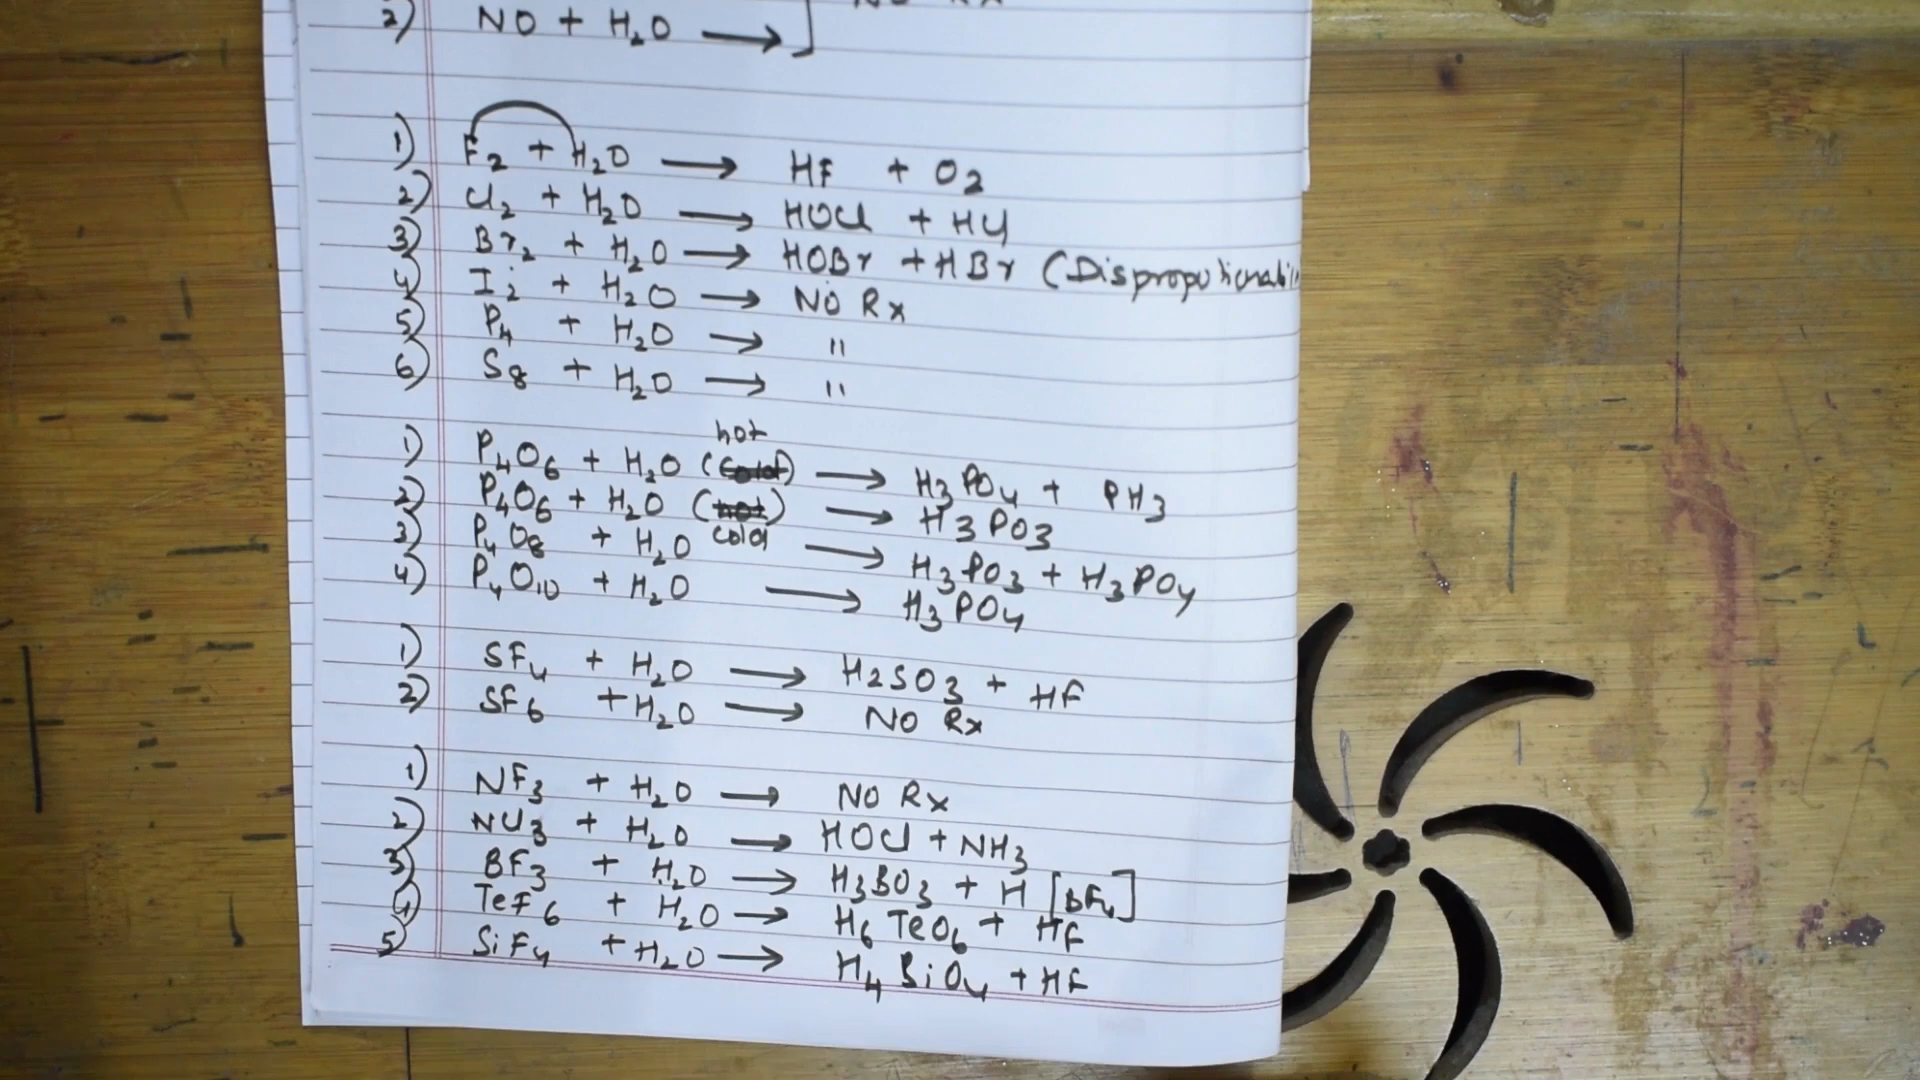 2) NO + H2O ⟶ ]
1) F2 + H2O ⟶ HF + O2
2) Cl2 + H2O ⟶ HOCl + HCl
3) Br2 + H2O ⟶ HOBr + HBr (Disproportionati
4) I2 + H2O ⟶ NO Rx
5) P4 + H2O ⟶ "
6) S8 + H2O ⟶ "
hot
1) P4O6 + H2O (cold) ⟶ H3PO4 + PH3
2) P4O6 + H2O (hot) ⟶ H3PO3
cold
3) P4O8 + H2O ⟶ H3PO3 + H3PO4
4) P4O10 + H2O ⟶ H3PO4
1) SF4 + H2O ⟶ H2SO3 + HF
2) SF6 + H2O ⟶ NO Rx
1) NF3 + H2O ⟶ NO Rx
2) NCl3 + H2O ⟶ HOCl + NH3
3) BF3 + H2O ⟶ H3BO3 + H[BF4]
4) TeF6 + H2O ⟶ H6TeO6 + HF
5) SiF4 + H2O ⟶ H4SiO4 + HF